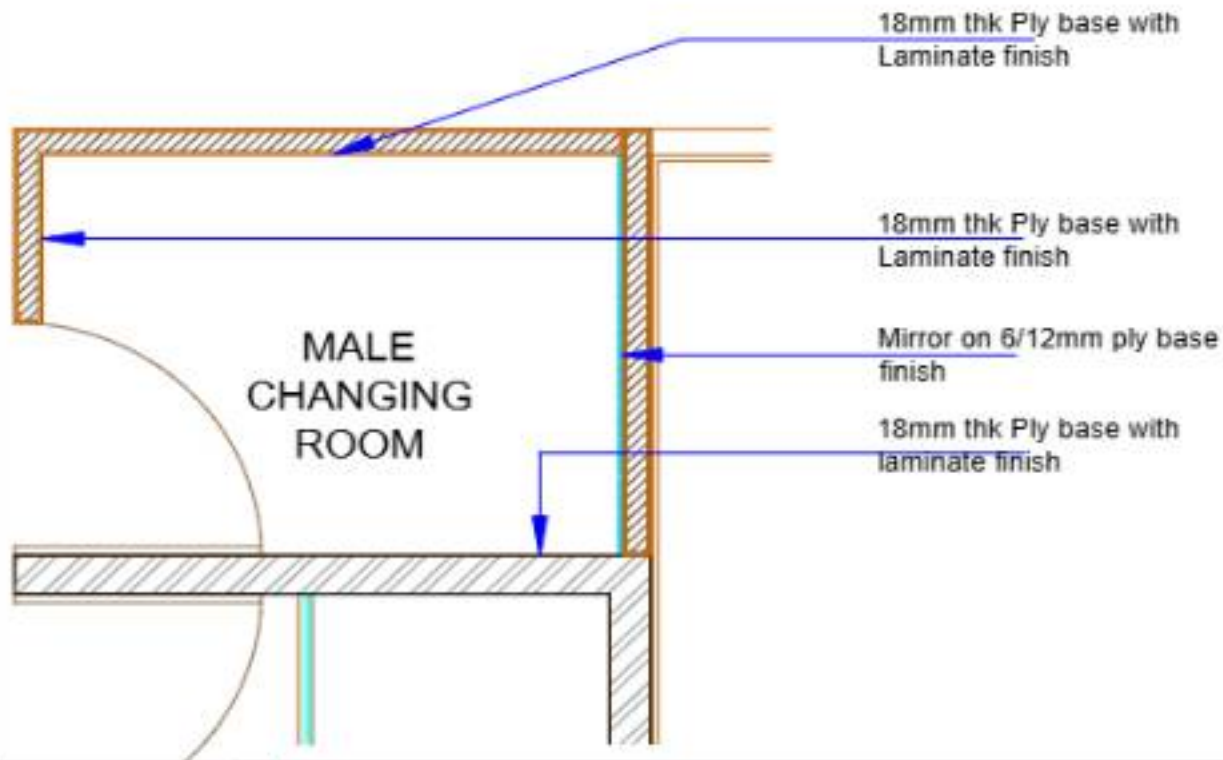 18mm thk Ply base with
Laminate finish
18mm thk Ply base with
Laminate finish
MALE
CHANGING
ROOM
Mirror on 6/12mm ply base
finish
18mm thk Ply base with
laminate finish